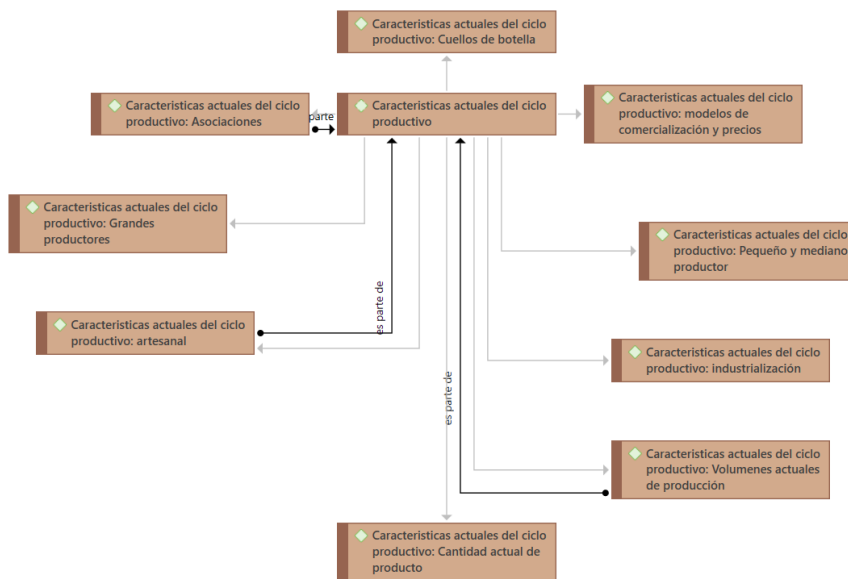 Caracteristicas actuales del ciclo
productivo: Cuellos de botella
Caracteristicas actuales del ciclo
productivo: Asociaciones
parte
Caracteristicas actuales del ciclo
productivo
Caracteristicas actuales del ciclo
productivo: modelos de
comercialización y precios
Caracteristicas actuales del ciclo
productivo: Grandes
productores
Caracteristicas actuales del ciclo
productivo: Pequeño y mediano
productor
es parte de
Caracteristicas actuales del ciclo
productivo: artesanal
Caracteristicas actuales del ciclo
productivo: industrialización
es parte de
Caracteristicas actuales del ciclo
productivo: Volumenes actuales
de producción
Caracteristicas actuales del ciclo
productivo: Cantidad actual de
producto